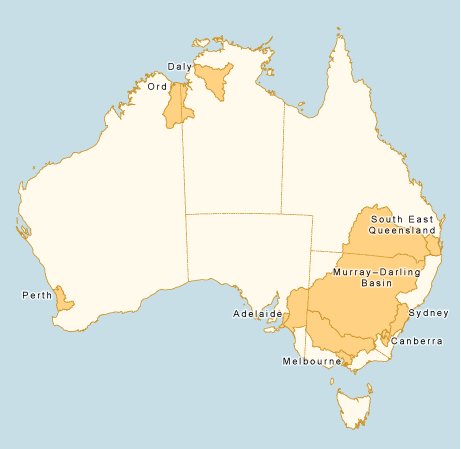 Daly
Ord
South East
Queensland
Murray–Darling
Basin
Perth
Adelaide
Sydney
Canberra
Melbourne